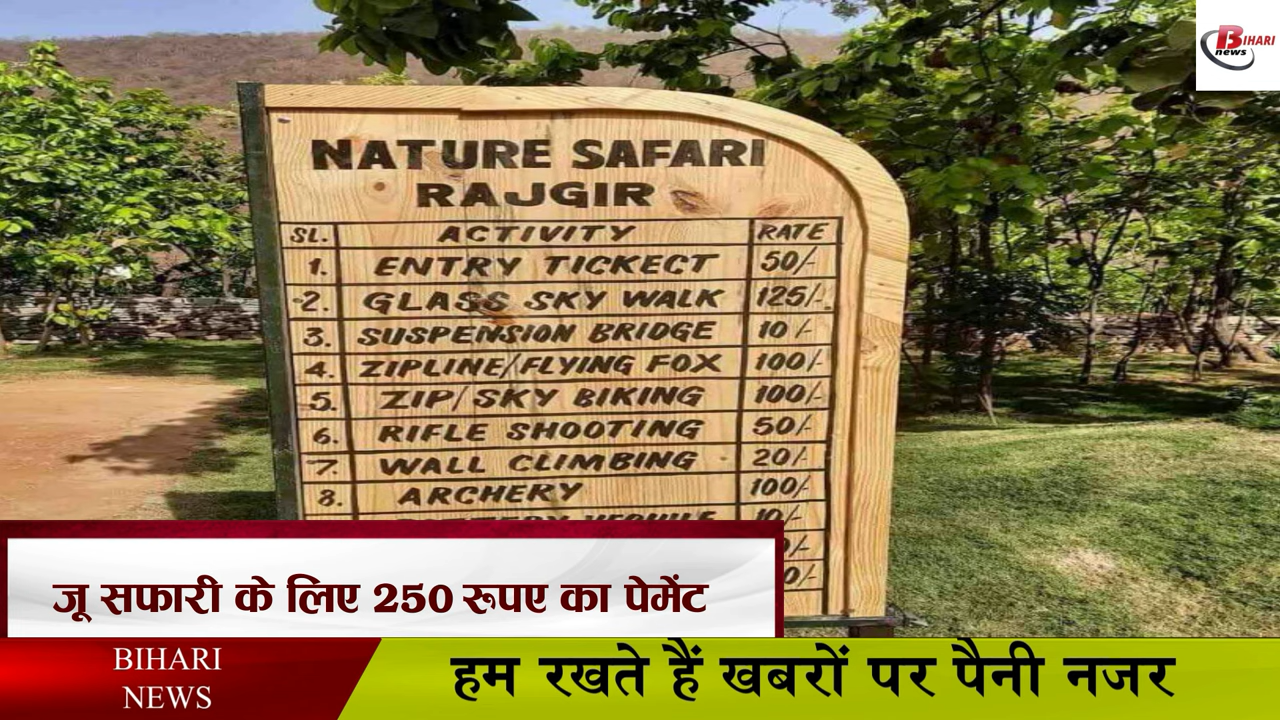 BIHARI
news
NATURE SAFARI
RAJGIR
SL. ACTIVITY RATE
1. ENTRY TICKECT 50/-
2. GLASS SKY WALK 125/-
3. SUSPENSION BRIDGE 10/-
4. ZIPLINE/FLYING FOX 100/-
5. ZIP/SKY BIKING 100/-
6. RIFLE SHOOTING 50/-
7. WALL CLIMBING 20/-
8. ARCHERY 100/-
10/-
जू सफारी के लिए 250 रूपए का पेमेंट
BIHARI
NEWS
हम रखते हैं खबरों पर पैनी नजर